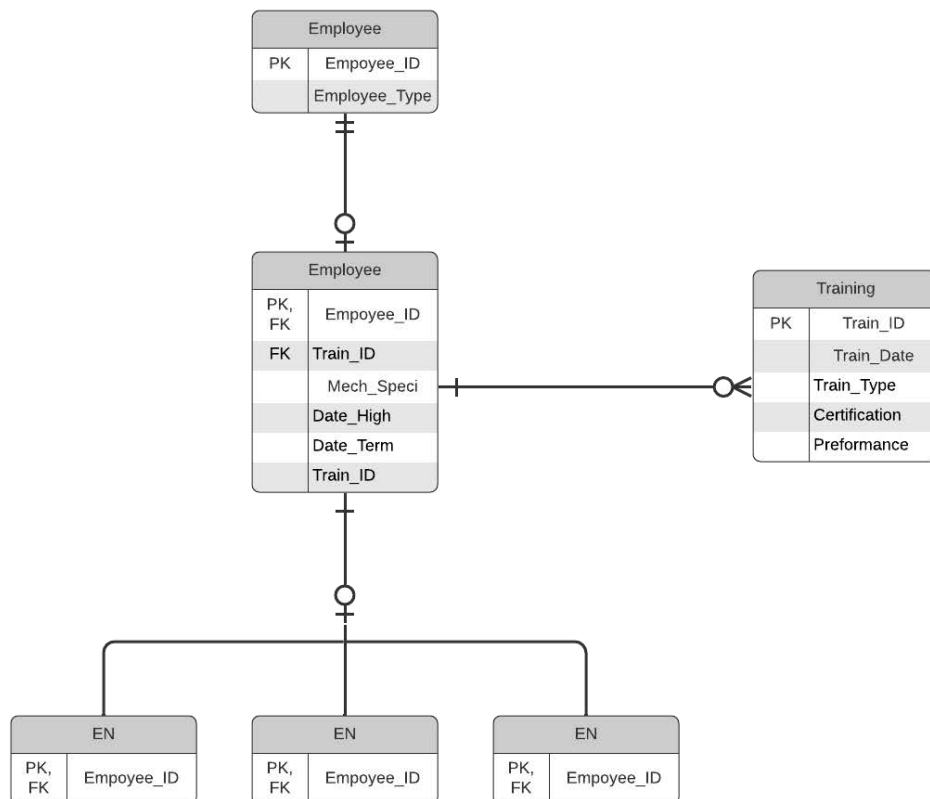 Employee
PK Empoyee_ID
Employee_Type
Employee
PK, FK Empoyee_ID
FK Train_ID
Mech_Speci
Date_High
Date_Term
Train_ID
Training
PK Train_ID
Train_Date
Train_Type
Certification
Preformance
EN
PK, FK Empoyee_ID
EN
PK, FK Empoyee_ID
EN
PK, FK Empoyee_ID